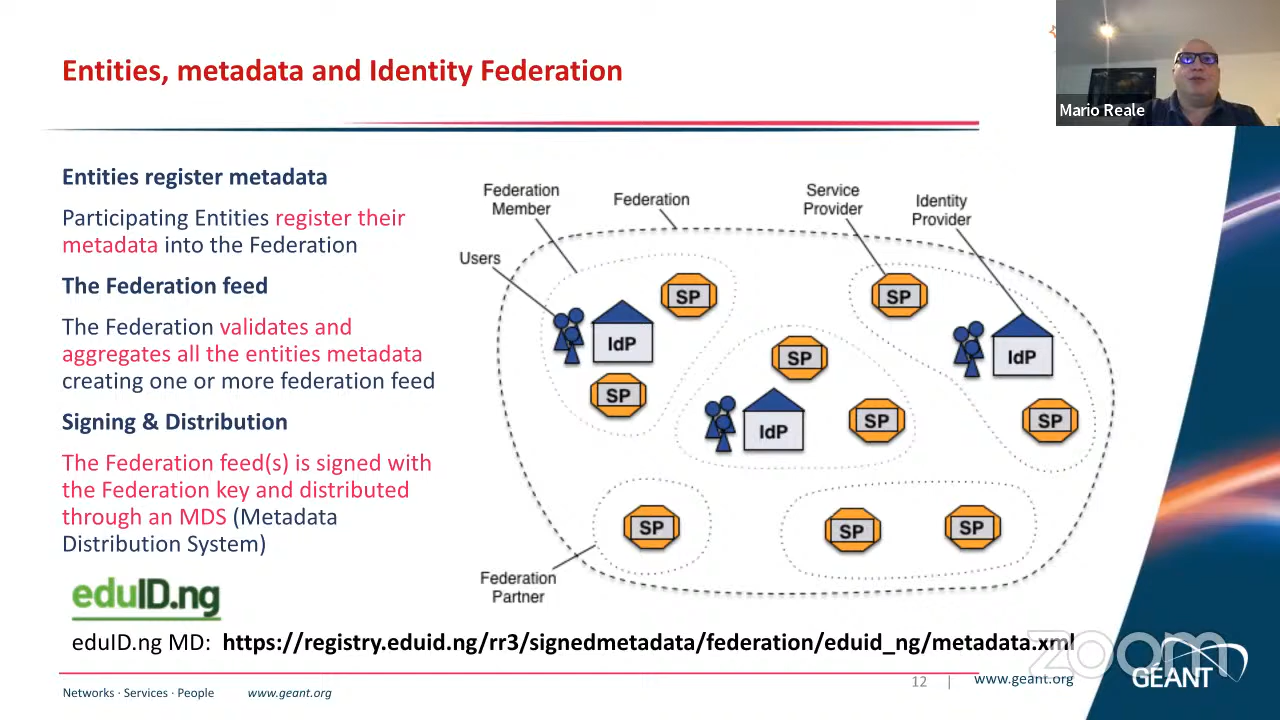 Entities, metadata and Identity Federation
Mario Reale
Entities register metadata
Participating Entities register their
metadata into the Federation
The Federation feed
The Federation validates and
aggregates all the entities metadata
creating one or more federation feed
Signing & Distribution
The Federation feed(s) is signed with
the Federation key and distributed
through an MDS (Metadata
Distribution System)
Federation
Member
Federation
Service
Provider
Identity
Provider
Users
SP
SP
IdP
IdP
SP
SP
SP
SP
IdP
SP
SP
SP
Federation
Partner
eduID.ng
eduID.ng MD: https://registry.eduid.ng/rr3/signedmetadata/federation/eduid_ng/metadata.xml
zoom
GÉANT
Networks · Services · People www.geant.org
12 | www.geant.org